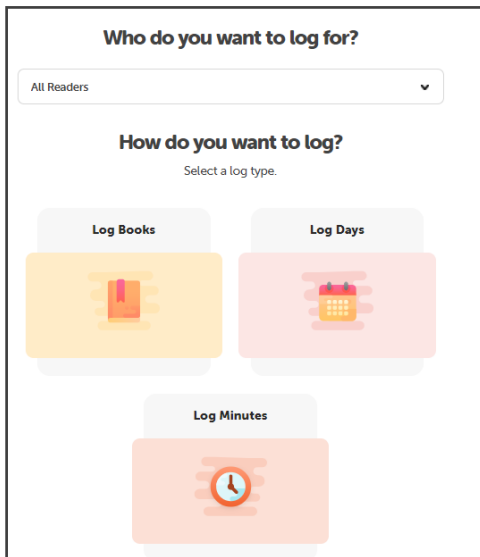 Who do you want to log for?
All Readers
How do you want to log?
Select a log type.
Log Books
Log Days
Log Minutes